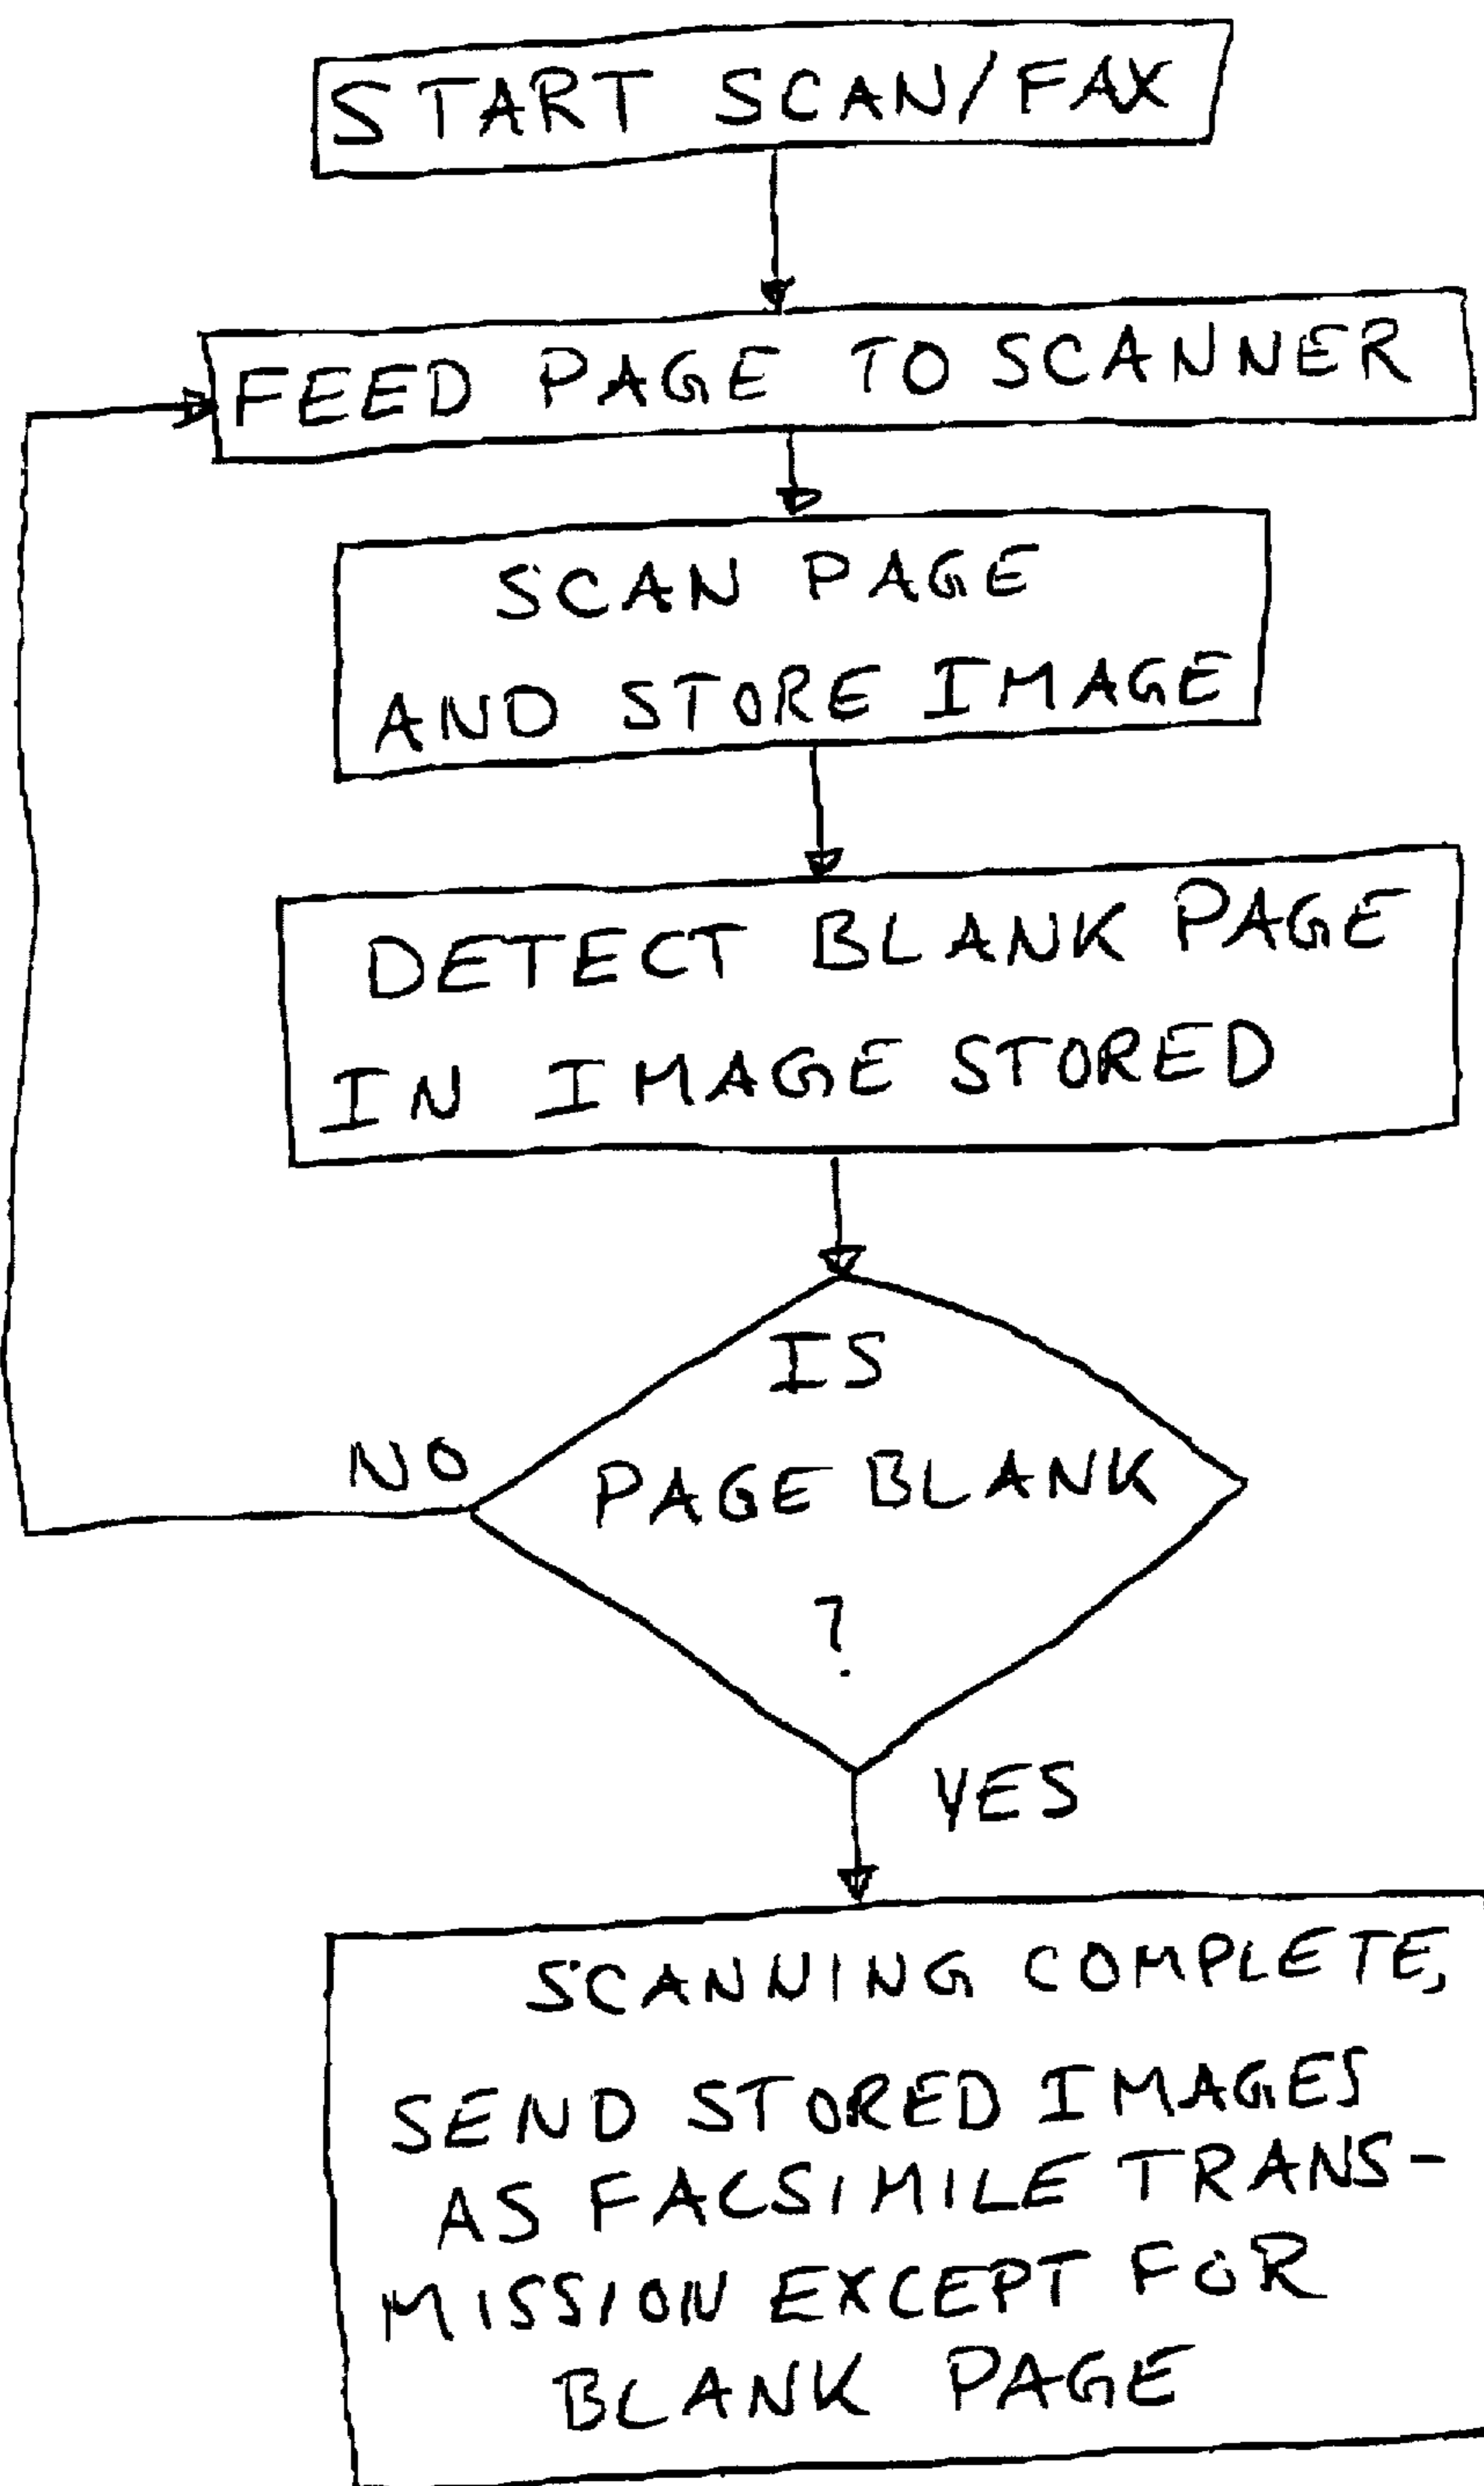 START SCAN/FAX
FEED PAGE TO SCANNER
SCAN PAGE
AND STORE IMAGE
DETECT BLANK PAGE
IN IMAGE STORED
IS
PAGE BLANK
?
NO
YES
SCANNING COMPLETE,
SEND STORED IMAGES
AS FACSIMILE TRANS-
MISSION EXCEPT FOR
BLANK PAGE